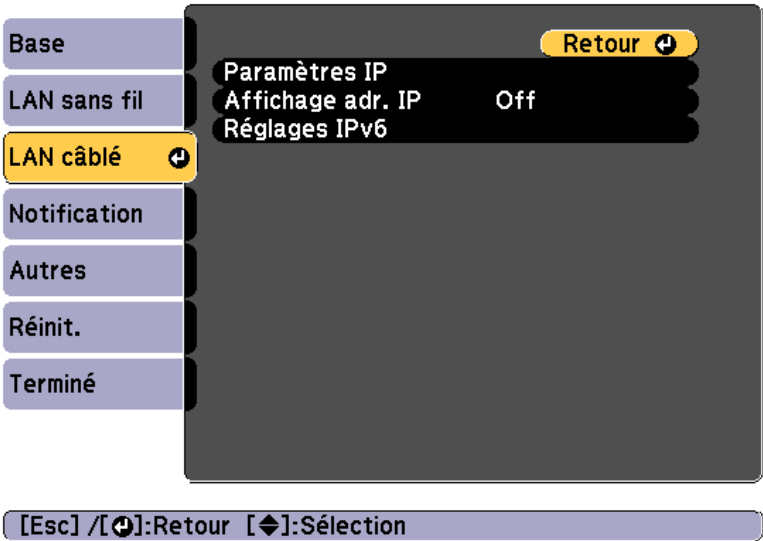 Base
LAN sans fil
LAN câblé
Notification
Autres
Réinit.
Terminé
Retour
Paramètres IP
Affichage adr. IP Off
Réglages IPv6
[Esc] /[]:Retour []:Sélection